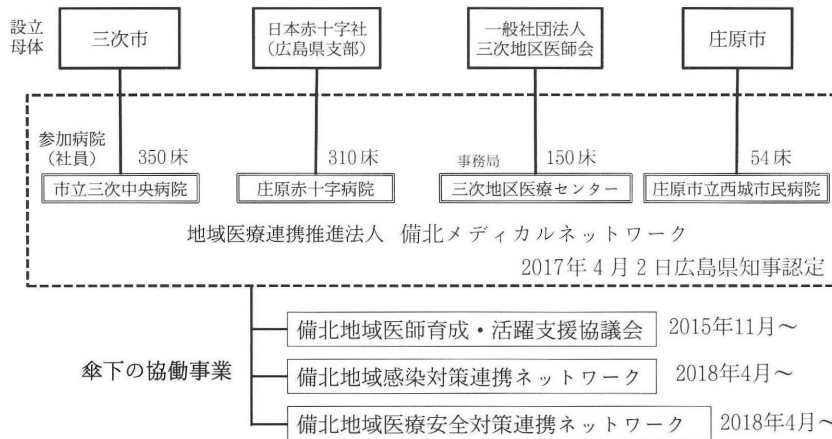 設立
母体
三次市
日本赤十字社
(広島県支部)
一般社団法人
三次地区医師会
庄原市
参加病院
(社員)
350床
310床
事務局
150床
54床
市立三次中央病院
庄原赤十字病院
三次地区医療センター
庄原市立西城市民病院
地域医療連携推進法人 備北メディカルネットワーク
2017年4月2日広島県知事認定
傘下の協働事業
備北地域医師育成・活躍支援協議会 2015年11月~
備北地域感染対策連携ネットワーク 2018年4月~
備北地域医療安全対策連携ネットワーク 2018年4月~